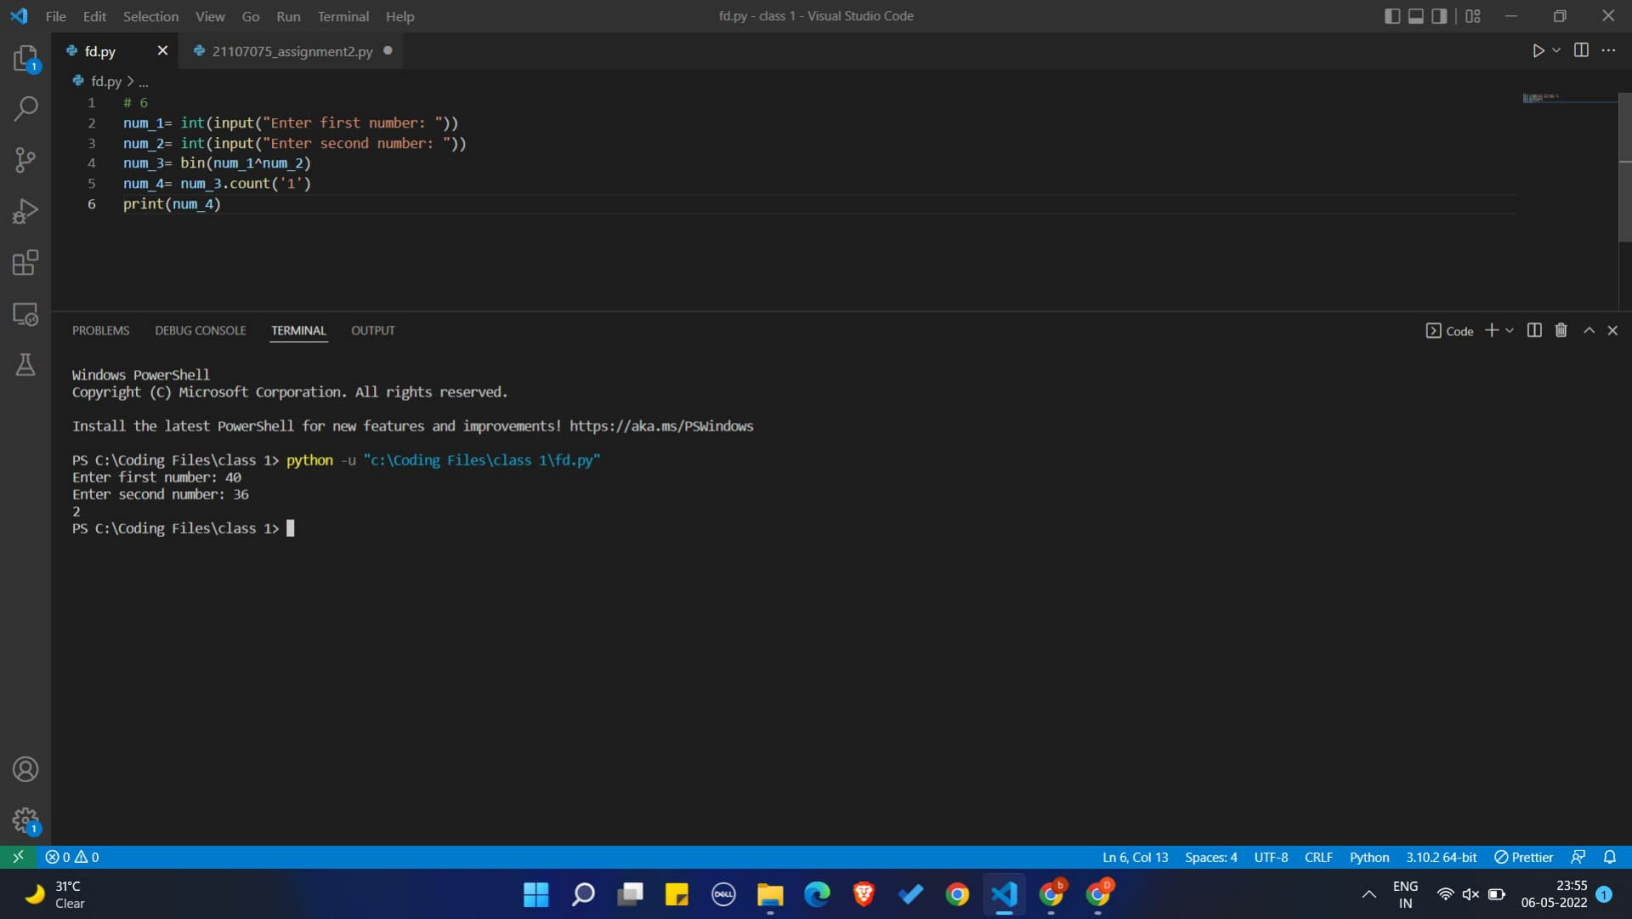 File Edit Selection View Go Run Terminal Help
fd.py - class 1 - Visual Studio Code
fd.py
21107075_assignment2.py
fd.py > ...
1 # 6
2 num_1= int(input("Enter first number: "))
3 num_2= int(input("Enter second number: "))
4 num_3= bin(num_1^num_2)
5 num_4= num_3.count('1')
6 print(num_4)
1
PROBLEMS DEBUG CONSOLE TERMINAL OUTPUT
Code
Windows PowerShell
Copyright (C) Microsoft Corporation. All rights reserved.
Install the latest PowerShell for new features and improvements! https://aka.ms/PSWindows
PS C:\Coding Files\class 1> python -u "c:\Coding Files\class 1\fd.py"
Enter first number: 40
Enter second number: 36
2
PS C:\Coding Files\class 1>
1
0 0
Ln 6, Col 13 Spaces: 4 UTF-8 CRLF Python 3.10.2 64-bit Prettier
31°C
Clear
DELL
b
D
ENG
IN
23:55
06-05-2022
1